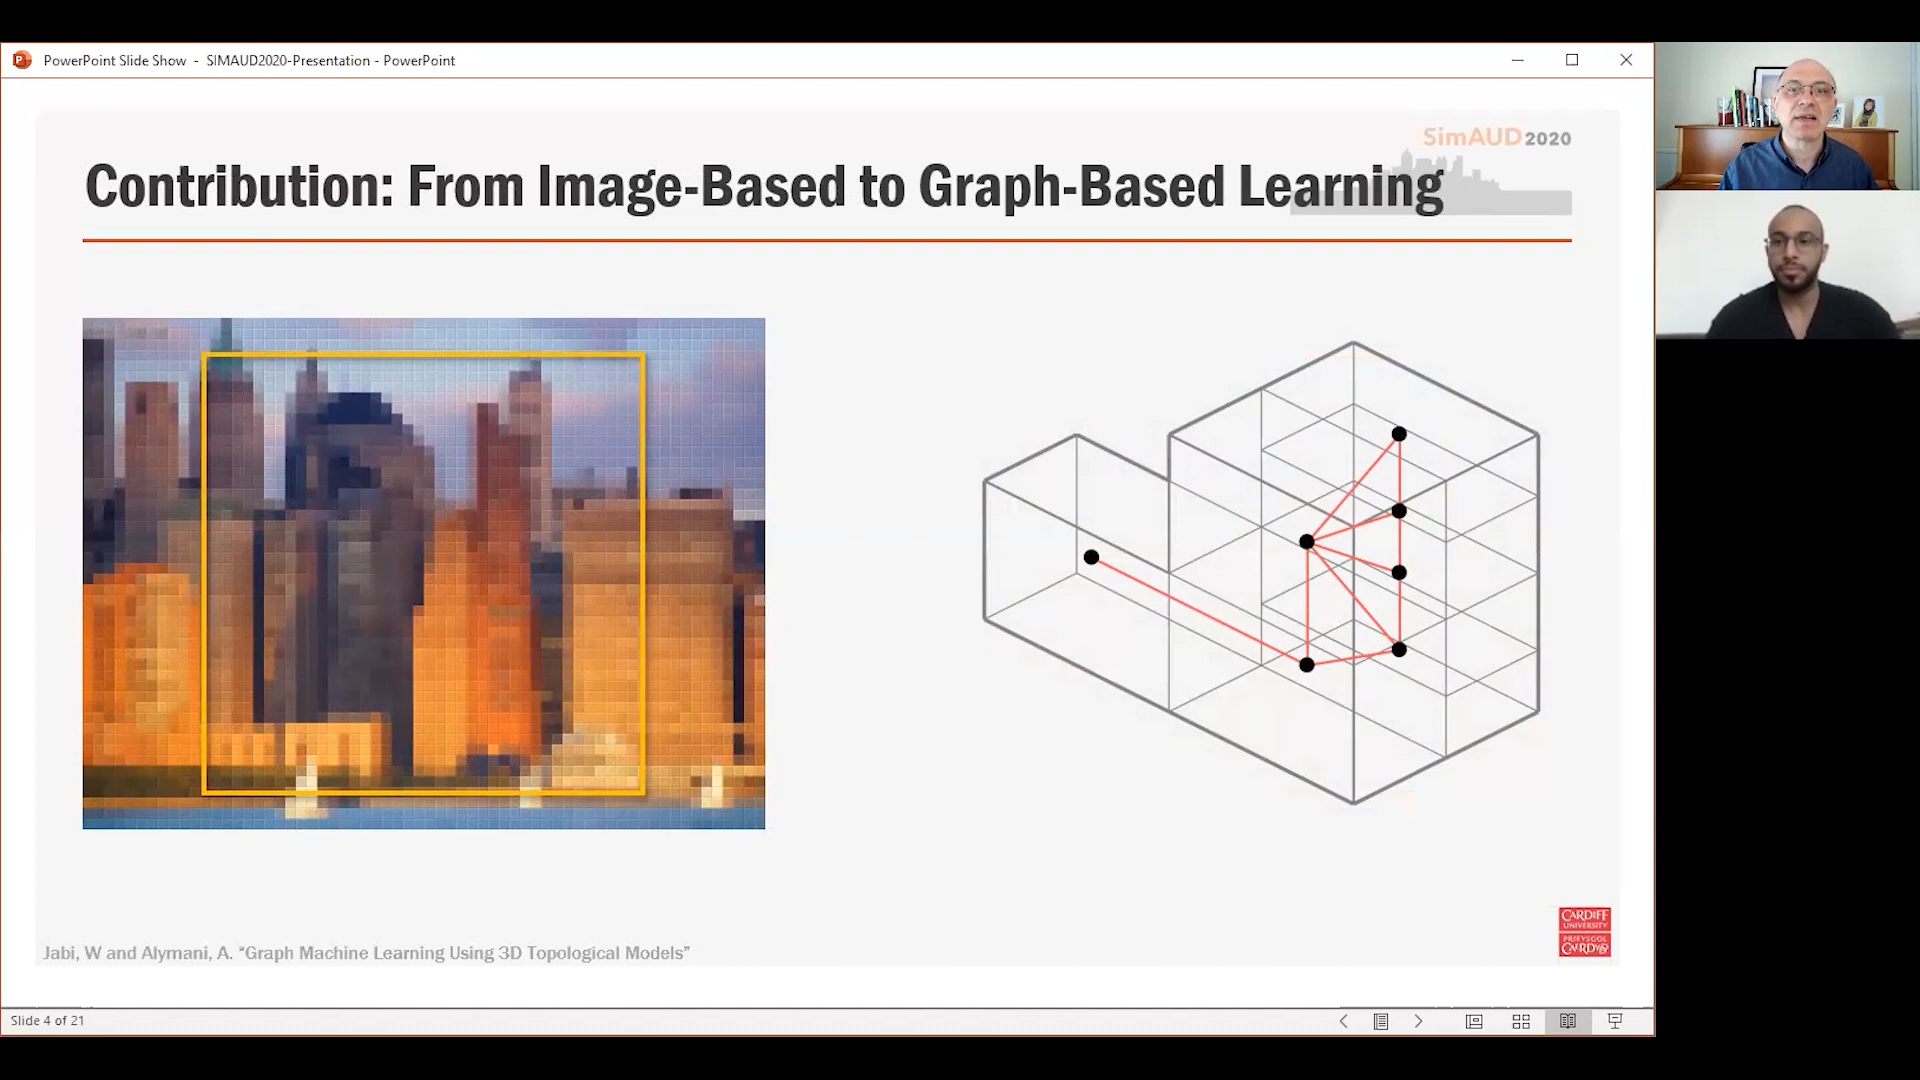 PowerPoint Slide Show - SIMAUD2020-Presentation - PowerPoint
SimAUD 2020
Contribution: From Image-Based to Graph-Based Learning
CARDIFF
UNIVERSITY
PRIFYSGOL
CAERDYDD
Jabi, W and Alymani, A. “Graph Machine Learning Using 3D Topological Models”
Slide 4 of 21